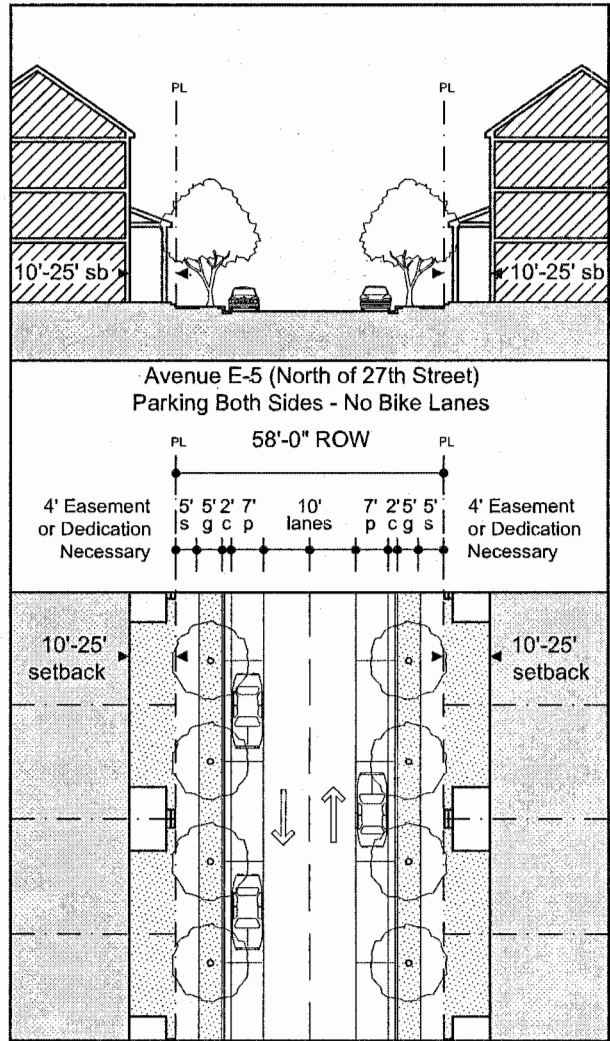 PL PL
10'-25' sb 10'-25' sb
Avenue E-5 (North of 27th Street)
Parking Both Sides - No Bike Lanes
PL 58'-0" ROW PL
4' Easement
or Dedication
Necessary
5' 5' 2' 7' 10' 7' 2' 5' 5'
s g c p lanes p c g s
4' Easement
or Dedication
Necessary
10'-25'
setback
10'-25'
setback